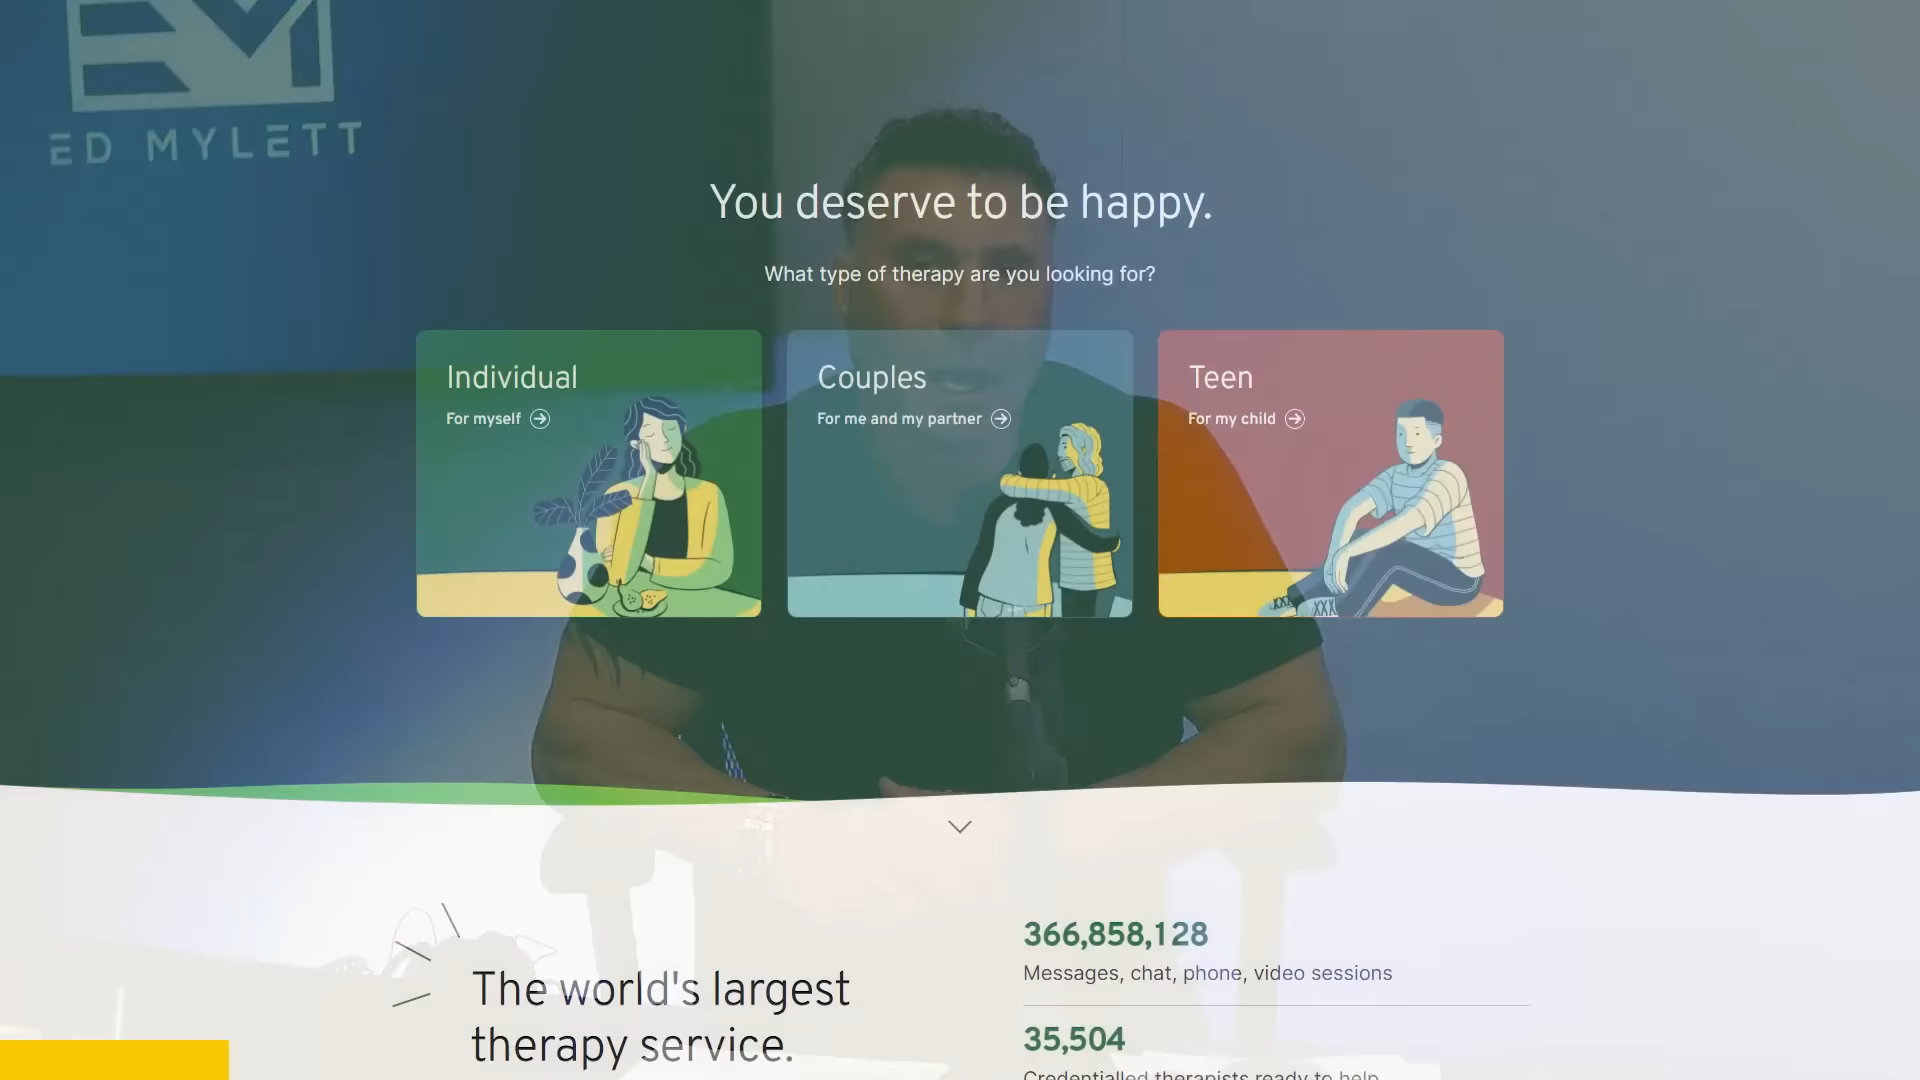 ED MYLETT
You deserve to be happy.
What type of therapy are you looking for?
Individual
For myself
Couples
For me and my partner
Teen
For my child
366,858,128
Messages, chat, phone, video sessions
The world's largest
therapy service.
35,504
Credentialled therapists ready to help